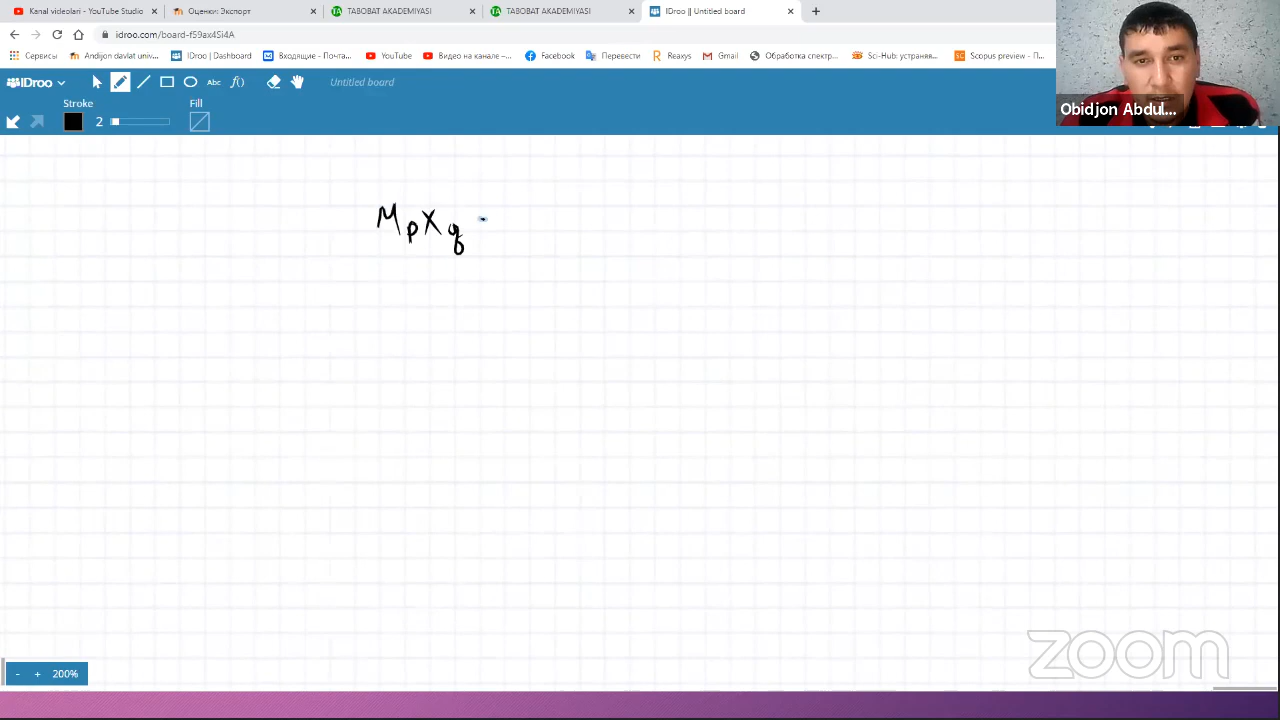 Kanal videolari - YouTube Studio
Оценки: Экспорт
TABOBAT AKADEMIYASI
TABOBAT AKADEMIYASI
IDroo || Untitled board
idroo.com/board-f59ax4Si4A
Сервисы
Andijon davlat univ...
IDroo | Dashboard
Входящие - Почта...
YouTube
Видео на канале –...
Facebook
Перевести
Reaxys
Gmail
Обработка спектр...
Sci-Hub: устраняя...
Scopus preview - П...
IDroo
Abc
f()
Untitled board
Stroke
Fill
2
Obidjon Abdul...
MpXq
zoom
- + 200%